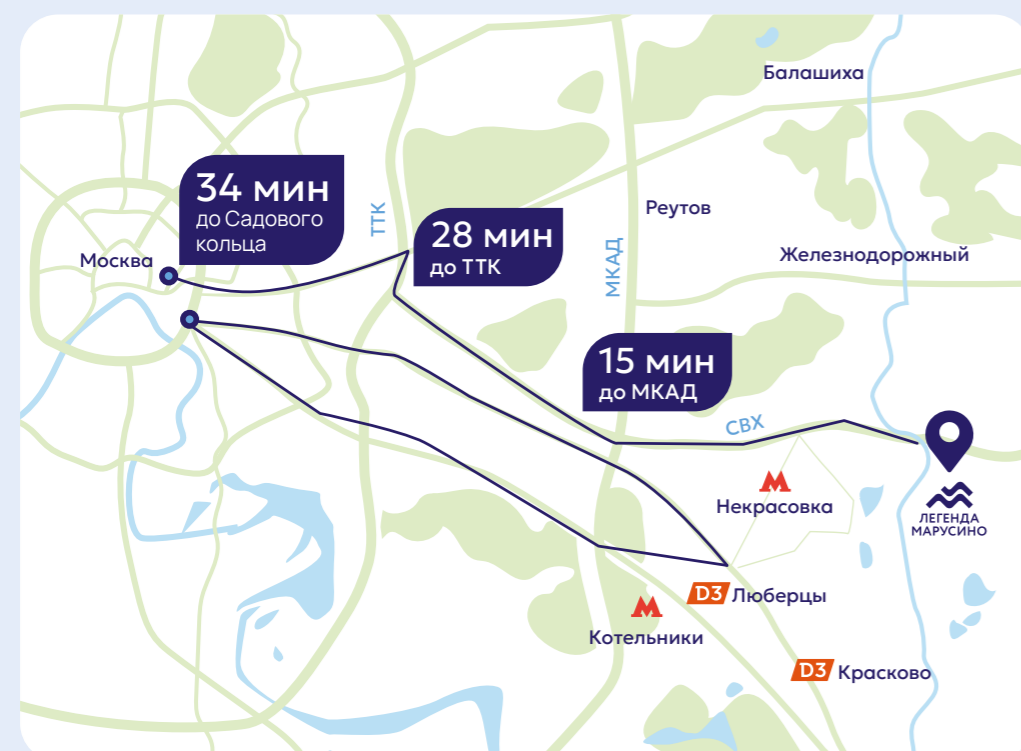 Балашиха
34 мин
до Садового
кольца
ТТК
Реутов
28 мин
до ТТК
МКАД
Москва
Железнодорожный
15 мин
до МКАД
СВХ
Некрасовка
ЛЕГЕНДА
МАРУСИНО
D3 Люберцы
Котельники
D3 Красково